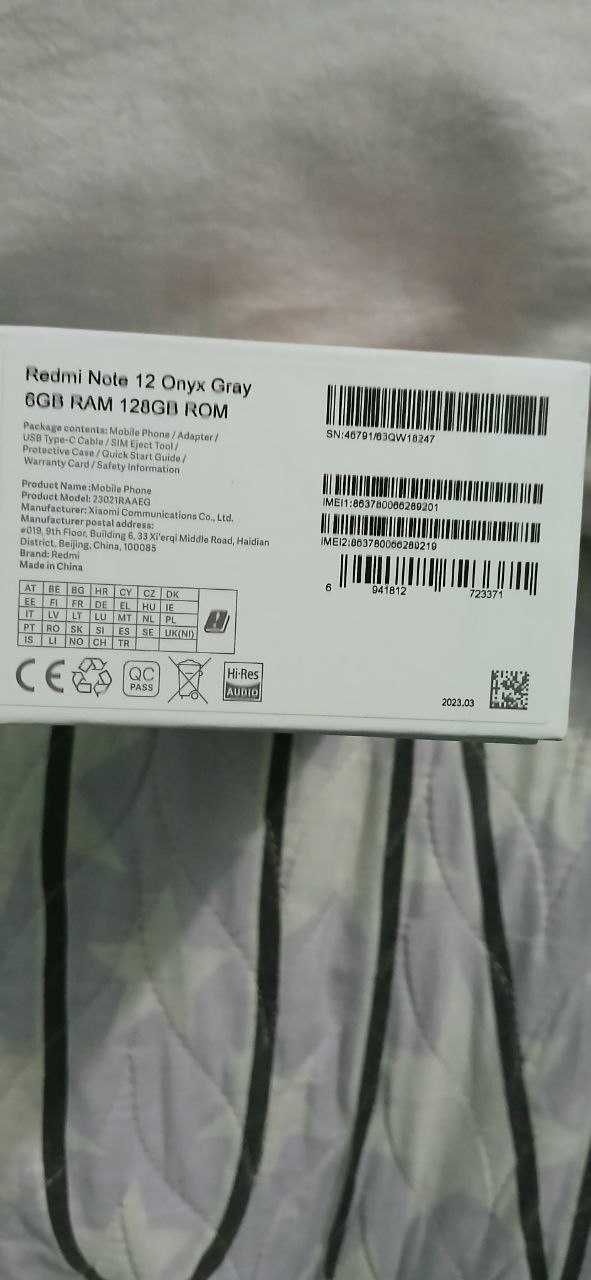 Redmi Note 12 Onyx Gray
6GB RAM 128GB ROM
Package contents: Mobile Phone / Adapter /
USB Type-C Cable / SIM Eject Tool /
Protective Case / Quick Start Guide /
Warranty Card / Safety Information
Product Name :Mobile Phone
Product Model: 23021RAAEG
Manufacturer: Xiaomi Communications Co., Ltd.
Manufacturer postal address:
#019, 9th Floor, Building 6, 33 Xi'erqi Middle Road, Haidian
District, Beijing, China, 100085
Brand: Redmi
Made in China
AT BE BG HR CY CZ DK
EE FI FR DE EL HU IE
IT LV LT LU MT NL PL
PT RO SK SI ES SE UK(NI)
IS LI NO CH TR
CE
QC
PASS
Hi-Res
AUDIO
SN:46791/63QW18247
IMEI1:863780066289201
IMEI2:863780066289219
6 941812 723371
2023.03